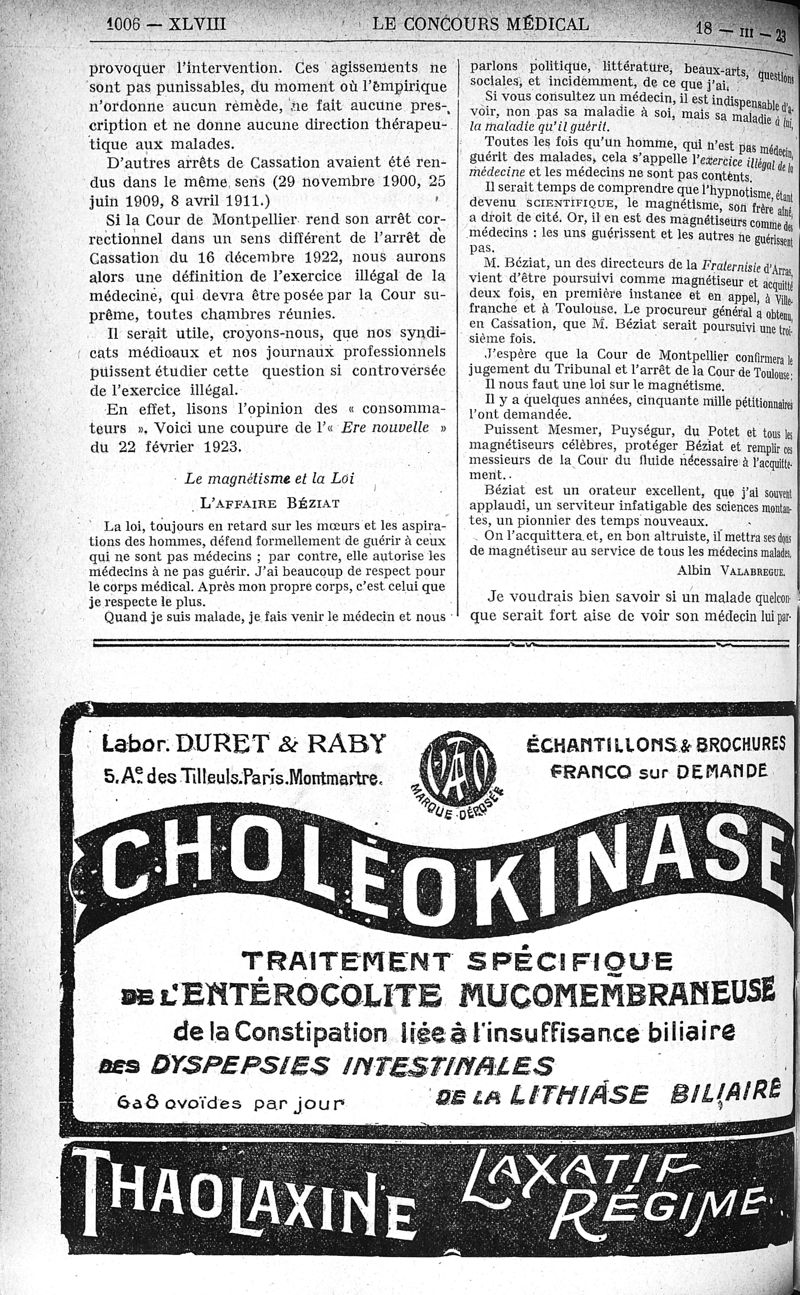 1006 — XLVIII
LE CONCOURS MÉDICAL
18 — III — 23
provoquer l'intervention. Ces agissements ne
sont pas punissables, du moment où l'empirique
n'ordonne aucun remède, ne fait aucune pres-
cription et ne donne aucune direction thérapeu-
tique aux malades.
D'autres arrêts de Cassation avaient été ren-
dus dans le même sens (29 novembre 1900, 25
juin 1909, 8 avril 1911.)
Si la Cour de Montpellier rend son arrêt cor-
rectionnel dans un sens différent de l'arrêt de
Cassation du 16 décembre 1922, nous aurons
alors une définition de l'exercice illégal de la
médecine, qui devra être posée par la Cour su-
prême, toutes chambres réunies.
Il serait utile, croyons-nous, que nos syndi-
cats médicaux et nos journaux professionnels
puissent étudier cette question si controversée
de l'exercice illégal.
En effet, lisons l'opinion des « consomma-
teurs ». Voici une coupure de l'« Ere nouvelle »
du 22 février 1923.
Le magnétisme et la Loi
L'AFFAIRE BÉZIAT
La loi, toujours en retard sur les mœurs et les aspira-
tions des hommes, défend formellement de guérir à ceux
qui ne sont pas médecins ; par contre, elle autorise les
médecins à ne pas guérir. J'ai beaucoup de respect pour
le corps médical. Après mon propre corps, c'est celui que
je respecte le plus.
Quand je suis malade, je fais venir le médecin et nous
parlons politique, littérature, beaux-arts, questions
sociales, et incidemment, de ce que j'ai.
Si vous consultez un médecin, il est indispensable d'a-
voir, non pas sa maladie à soi, mais sa maladie à lui,
la maladie qu'il guérit.
Toutes les fois qu'un homme, qui n'est pas médecin,
guérit des malades, cela s'appelle l'exercice illégal de la
médecine et les médecins ne sont pas contents.
Il serait temps de comprendre que l'hypnotisme, étant
devenu SCIENTIFIQUE, le magnétisme, son frère aîné,
a droit de cité. Or, il en est des magnétiseurs comme des
médecins : les uns guérissent et les autres ne guérissent
pas.
M. Béziat, un des directeurs de la Fraternisie d'Arras,
vient d'être poursuivi comme magnétiseur et acquitté
deux fois, en première instance et en appel, à Ville-
franche et à Toulouse. Le procureur général a obtenu,
en Cassation, que M. Béziat serait poursuivi une troi-
sième fois.
J'espère que la Cour de Montpellier confirmera le
jugement du Tribunal et l'arrêt de la Cour de Toulouse :
Il nous faut une loi sur le magnétisme.
Il y a quelques années, cinquante mille pétitionnaires
l'ont demandée.
Puissent Mesmer, Puységur, du Potet et tous les
magnétiseurs célèbres, protéger Béziat et remplir ces
messieurs de la Cour du fluide nécessaire à l'acquitte-
ment.
Béziat est un orateur excellent, que j'ai souvent
applaudi, un serviteur infatigable des sciences montan-
tes, un pionnier des temps nouveaux.
On l'acquittera et, en bon altruiste, il mettra ses dons
de magnétiseur au service de tous les médecins malades.
Albin VALABREGUE.
Je voudrais bien savoir si un malade quelcon-
que serait fort aise de voir son médecin lui par-
Labor. DURET & RABY
5. Ae. des Tilleuls. Paris. Montmartre.
MARQUE DÉPOSÉE
ÉCHANTILLONS & BROCHURES
FRANCO sur DEMANDE
CHOLÉOKINASE
TRAITEMENT SPÉCIFIQUE
DE L'ENTÉROCOLITE MUCOMEMBRANEUSE
de la Constipation liée à l'insuffisance biliaire
DES DYSPEPSIES INTESTINALES
DE LA LITHIASE BILIAIRE
6 à 8 ovoïdes par jour
THAOLAXINE
LAXATIF
RÉGIME